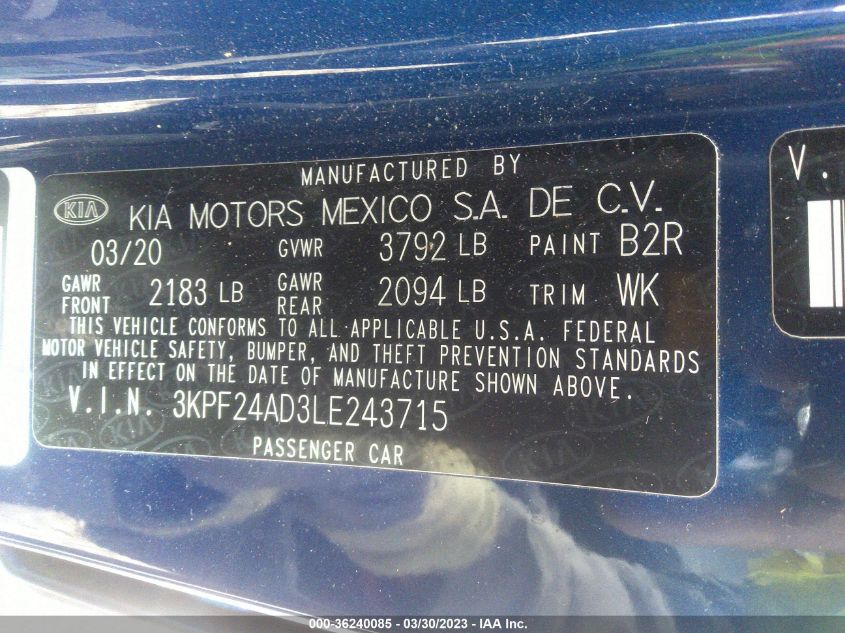 MANUFACTURED BY
KIA KIA MOTORS MEXICO S.A. DE C.V.
03/20 GVWR 3792 LB PAINT B2R
GAWR FRONT 2183 LB GAWR REAR 2094 LB TRIM WK
THIS VEHICLE CONFORMS TO ALL APPLICABLE U.S.A. FEDERAL
MOTOR VEHICLE SAFETY, BUMPER, AND THEFT PREVENTION STANDARDS
IN EFFECT ON THE DATE OF MANUFACTURE SHOWN ABOVE.
V.I.N. 3KPF24AD3LE243715
PASSENGER CAR
V.
000-36240085 - 03/30/2023 - IAA Inc.